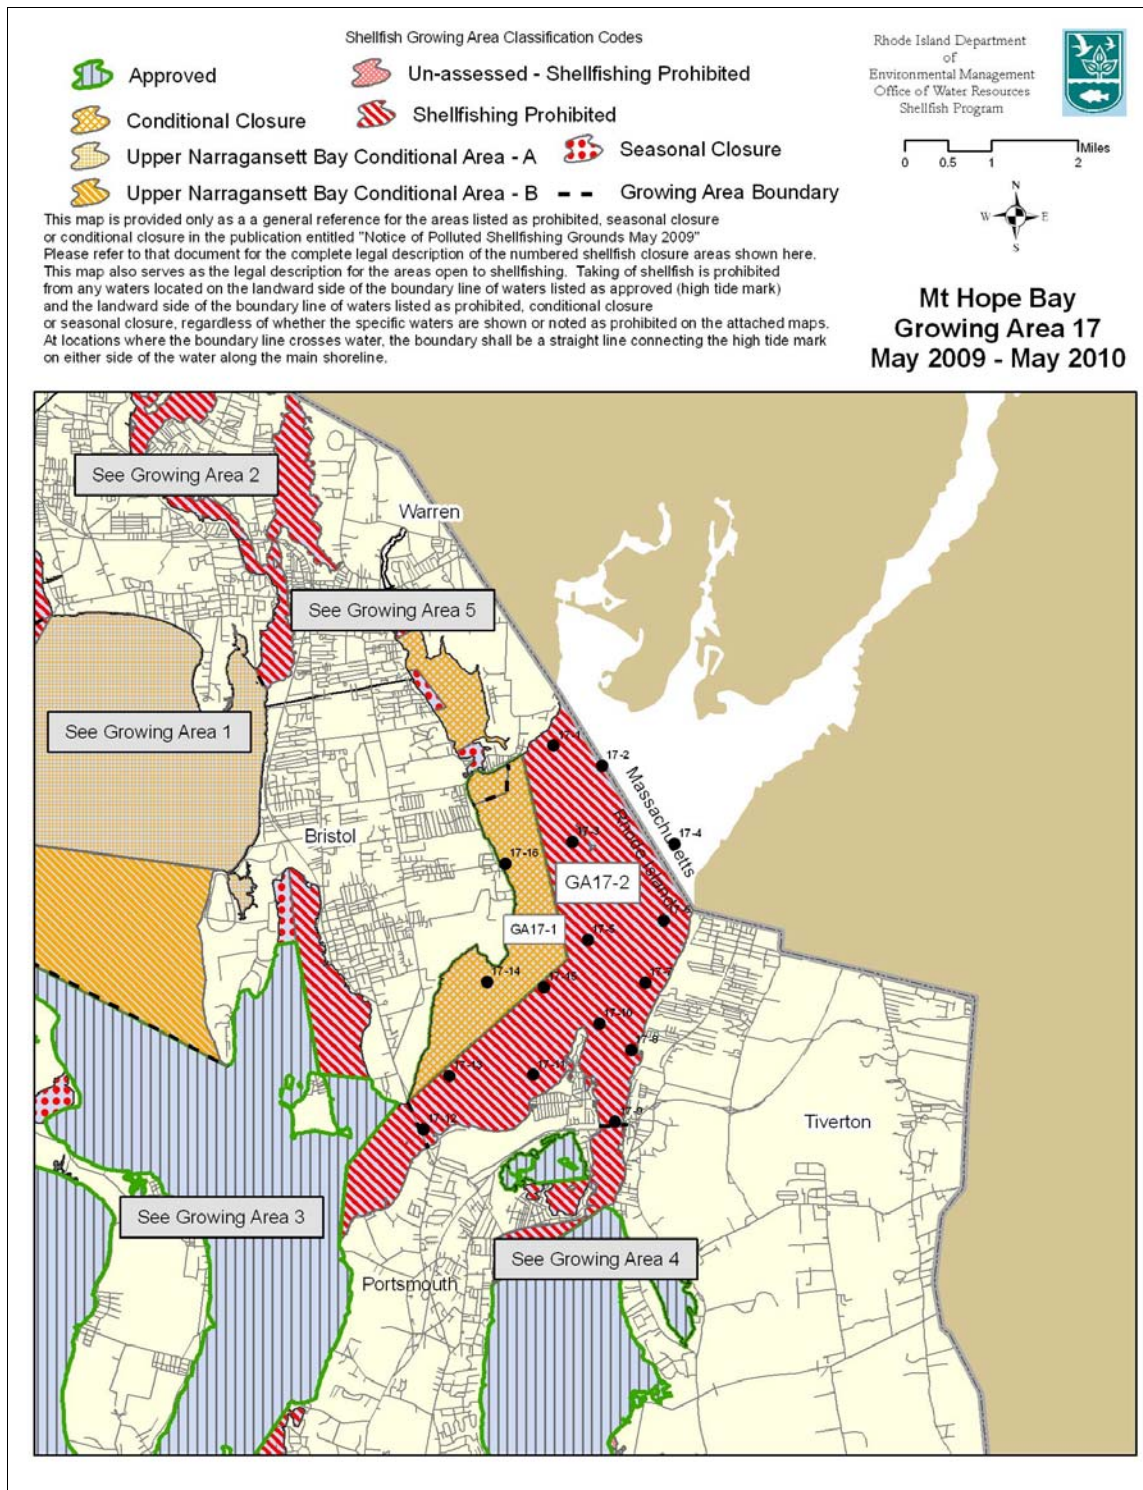 Shellfish Growing Area Classification Codes
Approved
Un-assessed - Shellfishing Prohibited
Conditional Closure
Shellfishing Prohibited
Upper Narragansett Bay Conditional Area - A
Seasonal Closure
Upper Narragansett Bay Conditional Area - B
Growing Area Boundary
Rhode Island Department
of
Environmental Management
Office of Water Resources
Shellfish Program
Miles
0 0.5 1 2
N
W E
S
This map is provided only as a a general reference for the areas listed as prohibited, seasonal closure
or conditional closure in the publication entitled "Notice of Polluted Shellfishing Grounds May 2009"
Please refer to that document for the complete legal description of the numbered shellfish closure areas shown here.
This map also serves as the legal description for the areas open to shellfishing. Taking of shellfish is prohibited
from any waters located on the landward side of the boundary line of waters listed as approved (high tide mark)
and the landward side of the boundary line of waters listed as prohibited, conditional closure
or seasonal closure, regardless of whether the specific waters are shown or noted as prohibited on the attached maps.
At locations where the boundary line crosses water, the boundary shall be a straight line connecting the high tide mark
on either side of the water along the main shoreline.
Mt Hope Bay
Growing Area 17
May 2009 - May 2010
See Growing Area 2
Warren
See Growing Area 5
See Growing Area 1
17-1
17-2
Massachusetts
Rhode Island
17-3
17-4
Bristol
17-16
GA17-2
GA17-1
17-5
17-14
17-15
17-7
17-10
17-8
17-13
17-11
17-12
17-9
Tiverton
See Growing Area 3
See Growing Area 4
Portsmouth